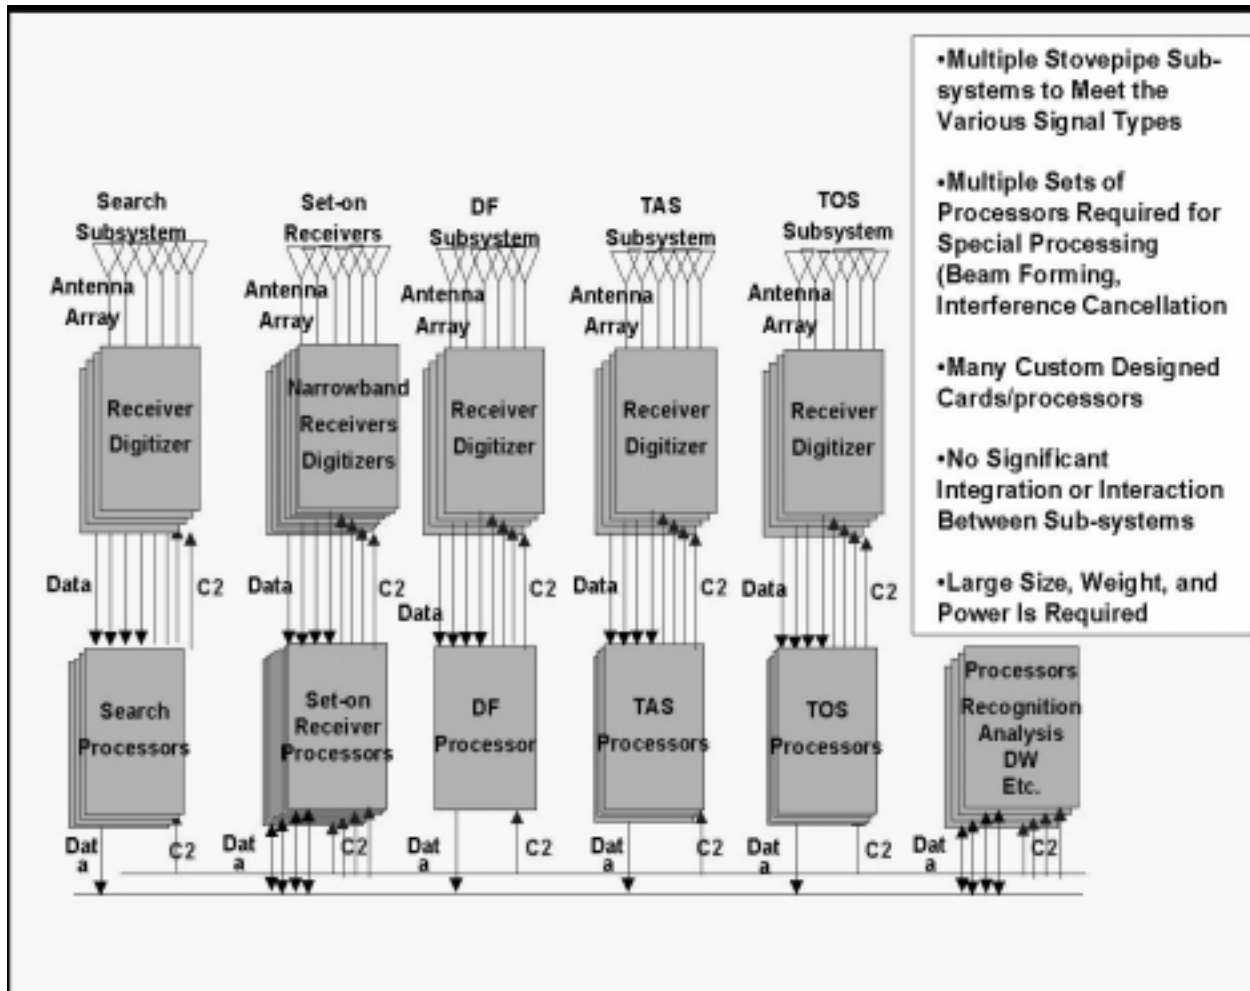 •Multiple Stovepipe Sub-
systems to Meet the
Various Signal Types
•Multiple Sets of
Processors Required for
Special Processing
(Beam Forming,
Interference Cancellation
•Many Custom Designed
Cards/processors
•No Significant
Integration or Interaction
Between Sub-systems
•Large Size, Weight, and
Power Is Required
Search
Subsystem
Set-on
Receivers
DF
Subsystem
TAS
Subsystem
TOS
Subsystem
Antenna
Array
Antenna
Array
Antenna
Array
Antenna
Array
Antenna
Array
Receiver
Digitizer
Narrowband
Receivers
Digitizers
Receiver
Digitizer
Receiver
Digitizer
Receiver
Digitizer
Data
C2
Data
C2
Data
C2
Data
C2
Data
C2
Search
Processors
Set-on
Receiver
Processors
DF
Processor
TAS
Processors
TOS
Processors
Processors
Recognition
Analysis
DW
Etc.
Dat
a
C2
Dat
a
C2
Dat
a
C2
Dat
a
C2
Dat
a
C2
Dat
a
C2